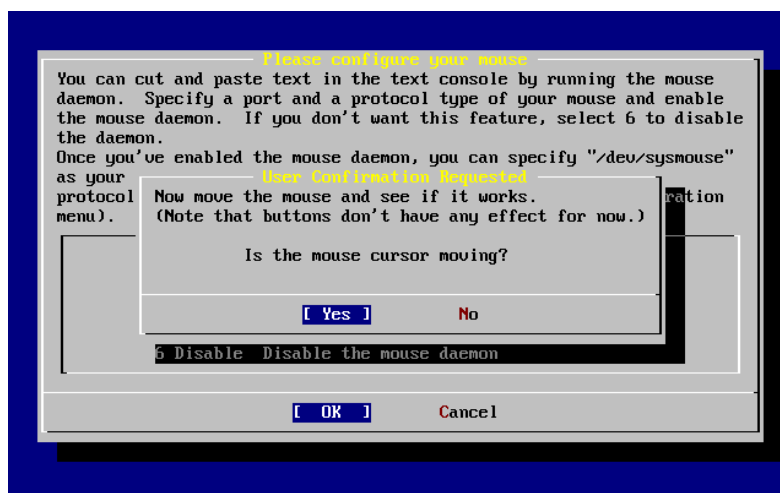 Please configure your mouse
You can cut and paste text in the text console by running the mouse
daemon.  Specify a port and a protocol type of your mouse and enable
the mouse daemon.  If you don't want this feature, select 6 to disable
the daemon.
Once you've enabled the mouse daemon, you can specify "/dev/sysmouse"
as your
protocol ration
menu).
User Confirmation Requested
Now move the mouse and see if it works.
(Note that buttons don't have any effect for now.)
Is the mouse cursor moving?
[ Yes ] No
6 Disable  Disable the mouse daemon
[ OK ] Cancel